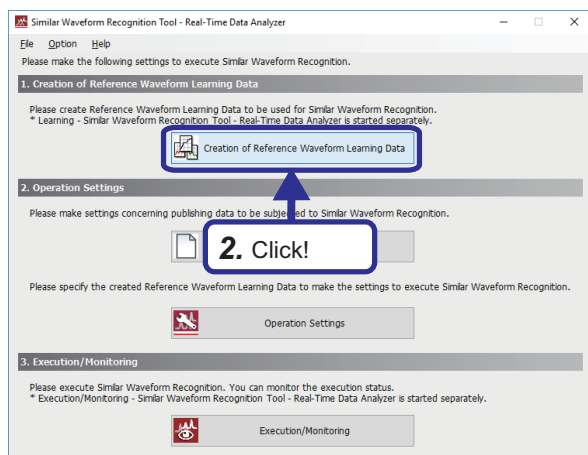 Similar Waveform Recognition Tool - Real-Time Data Analyzer
File Option Help
Please make the following settings to execute Similar Waveform Recognition.
1. Creation of Reference Waveform Learning Data
Please create Reference Waveform Learning Data to be used for Similar Waveform Recognition.
* Learning - Similar Waveform Recognition Tool - Real-Time Data Analyzer is started separately.
Creation of Reference Waveform Learning Data
2. Operation Settings
Please make settings concerning publishing data to be subjected to Similar Waveform Recognition.
2. Click!
Please specify the created Reference Waveform Learning Data to make the settings to execute Similar Waveform Recognition.
Operation Settings
3. Execution/Monitoring
Please execute Similar Waveform Recognition. You can monitor the execution status.
* Execution/Monitoring - Similar Waveform Recognition Tool - Real-Time Data Analyzer is started separately.
Execution/Monitoring